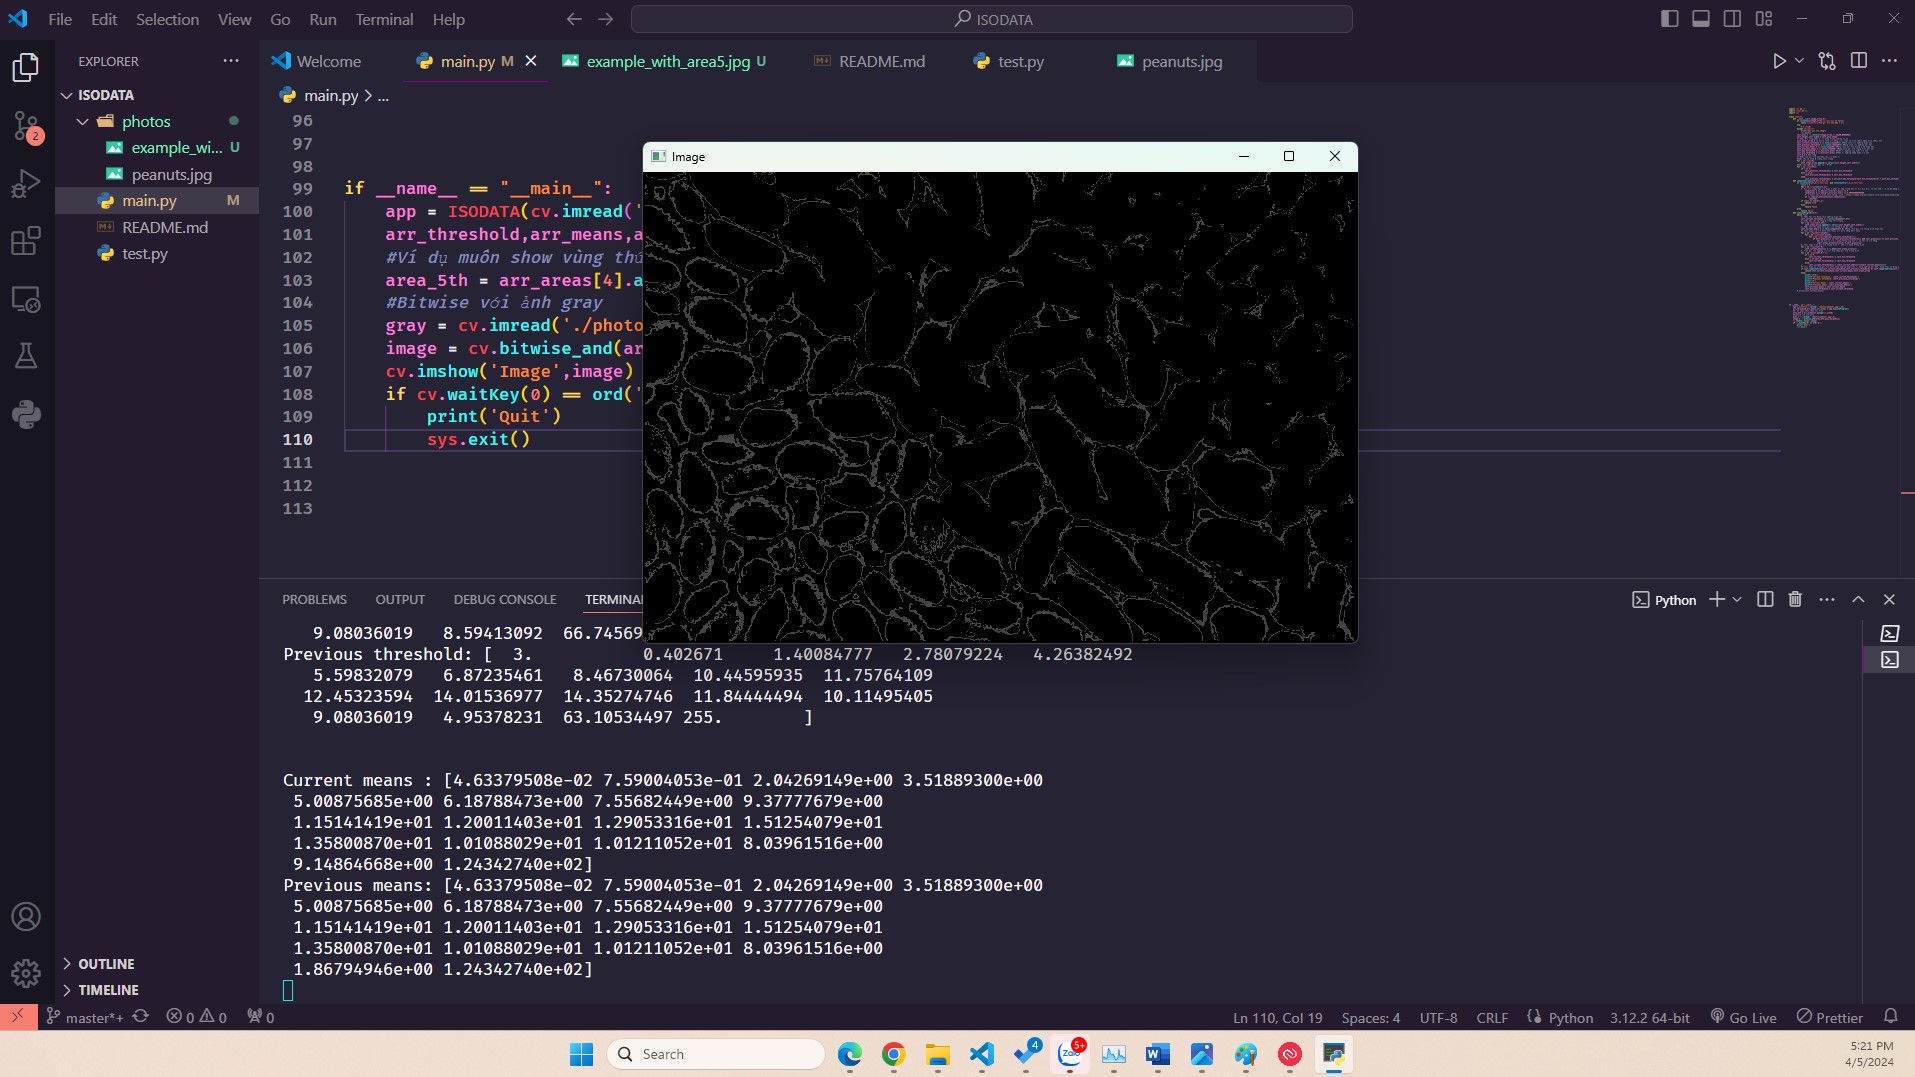 File Edit Selection View Go Run Terminal Help
ISODATA
EXPLORER
ISODATA
photos
example_wi... U
peanuts.jpg
main.py M
README.md
test.py
OUTLINE
TIMELINE
2
Welcome
main.py M
example_with_area5.jpg U
README.md
test.py
peanuts.jpg
main.py > ...
96
97
98
99 if __name__ == "__main__":
100 app = ISODATA(cv.imread('
101 arr_threshold,arr_means,a
102 #Ví dụ muốn show vùng thứ
103 area_5th = arr_areas[4].a
104 #Bitwise với ảnh gray
105 gray = cv.imread('./photo
106 image = cv.bitwise_and(ar
107 cv.imshow('Image',image)
108 if cv.waitKey(0) == ord('
109 print('Quit')
110 sys.exit()
111
112
113
Image
PROBLEMS OUTPUT DEBUG CONSOLE TERMINAL
Python
9.08036019 8.59413092 66.74569
Previous threshold: [ 3. 0.402671 1.40084777 2.78079224 4.26382492
5.59832079 6.87235461 8.46730064 10.44595935 11.75764109
12.45323594 14.01536977 14.35274746 11.84444494 10.11495405
9.08036019 4.95378231 63.10534497 255. ]
Current means : [4.63379508e-02 7.59004053e-01 2.04269149e+00 3.51889300e+00
5.00875685e+00 6.18788473e+00 7.55682449e+00 9.37777679e+00
1.15141419e+01 1.20011403e+01 1.29053316e+01 1.51254079e+01
1.35800870e+01 1.01088029e+01 1.01211052e+01 8.03961516e+00
9.14864668e+00 1.24342740e+02]
Previous means: [4.63379508e-02 7.59004053e-01 2.04269149e+00 3.51889300e+00
5.00875685e+00 6.18788473e+00 7.55682449e+00 9.37777679e+00
1.15141419e+01 1.20011403e+01 1.29053316e+01 1.51254079e+01
1.35800870e+01 1.01088029e+01 1.01211052e+01 8.03961516e+00
1.86794946e+00 1.24342740e+02]
master*+ 0 0 0
Ln 110, Col 19 Spaces: 4 UTF-8 CRLF Python 3.12.2 64-bit Go Live Prettier
Search
4
Zalo
5+
5:21 PM
4/5/2024